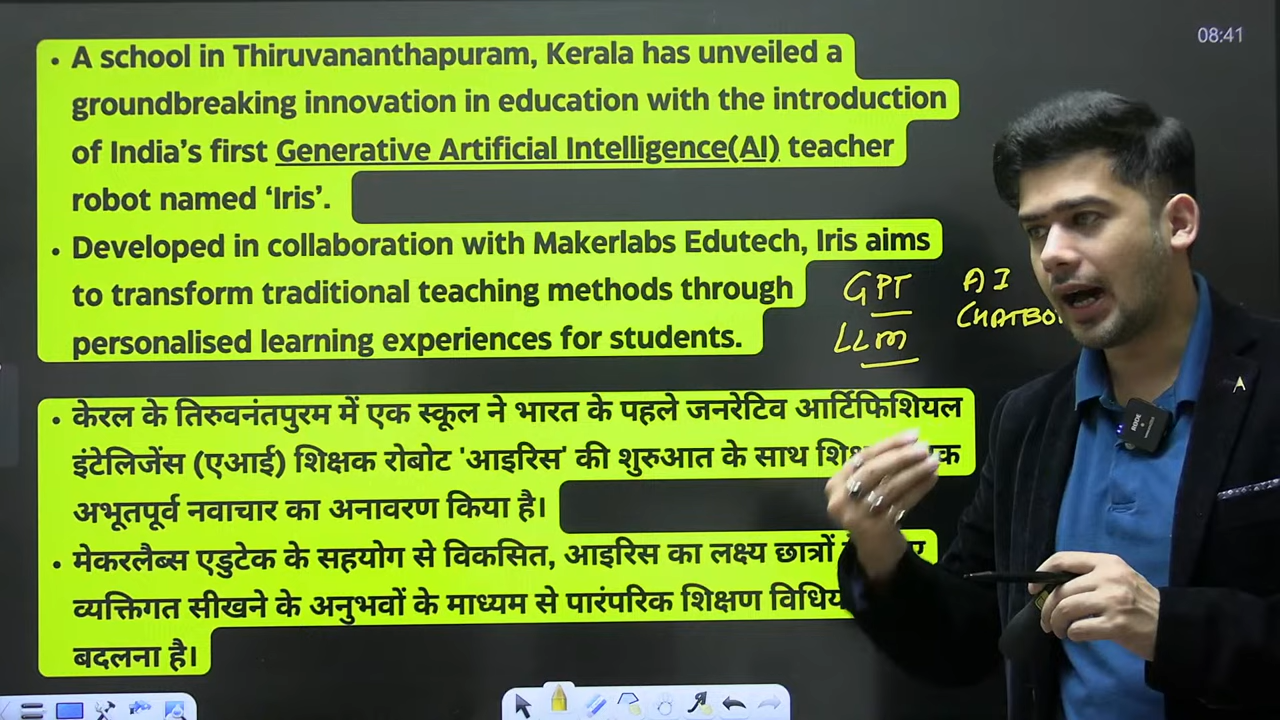 08:41
• A school in Thiruvananthapuram, Kerala has unveiled a
groundbreaking innovation in education with the introduction
of India's first Generative Artificial Intelligence(AI) teacher
robot named 'Iris'.
• Developed in collaboration with Makerlabs Edutech, Iris aims
to transform traditional teaching methods through
personalised learning experiences for students.
GPT
LLM
AI
CHATBO
• केरल के तिरुवनंतपुरम में एक स्कूल ने भारत के पहले जनरेटिव आर्टिफिशियल
इंटेलिजेंस (एआई) शिक्षक रोबोट 'आइरिस' की शुरुआत के साथ
अभूतपूर्व नवाचार का अनावरण किया है।
• मेकरलैब्स एडुटेक के सहयोग से विकसित, आइरिस का लक्ष्य छात्रों
व्यक्तिगत सीखने के अनुभवों के माध्यम से पारंपरिक शिक्षण
बदलना है।
RODE
A